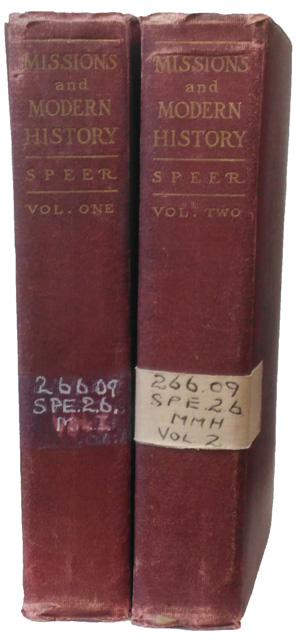 MISSIONS
and
MODERN
HISTORY
SPEER
VOL. ONE
266.09
SPE.26.
MISSIONS
and
MODERN
HISTORY
SPEER
VOL. TWO
266.09
SPE.26
MMH
VOL 2